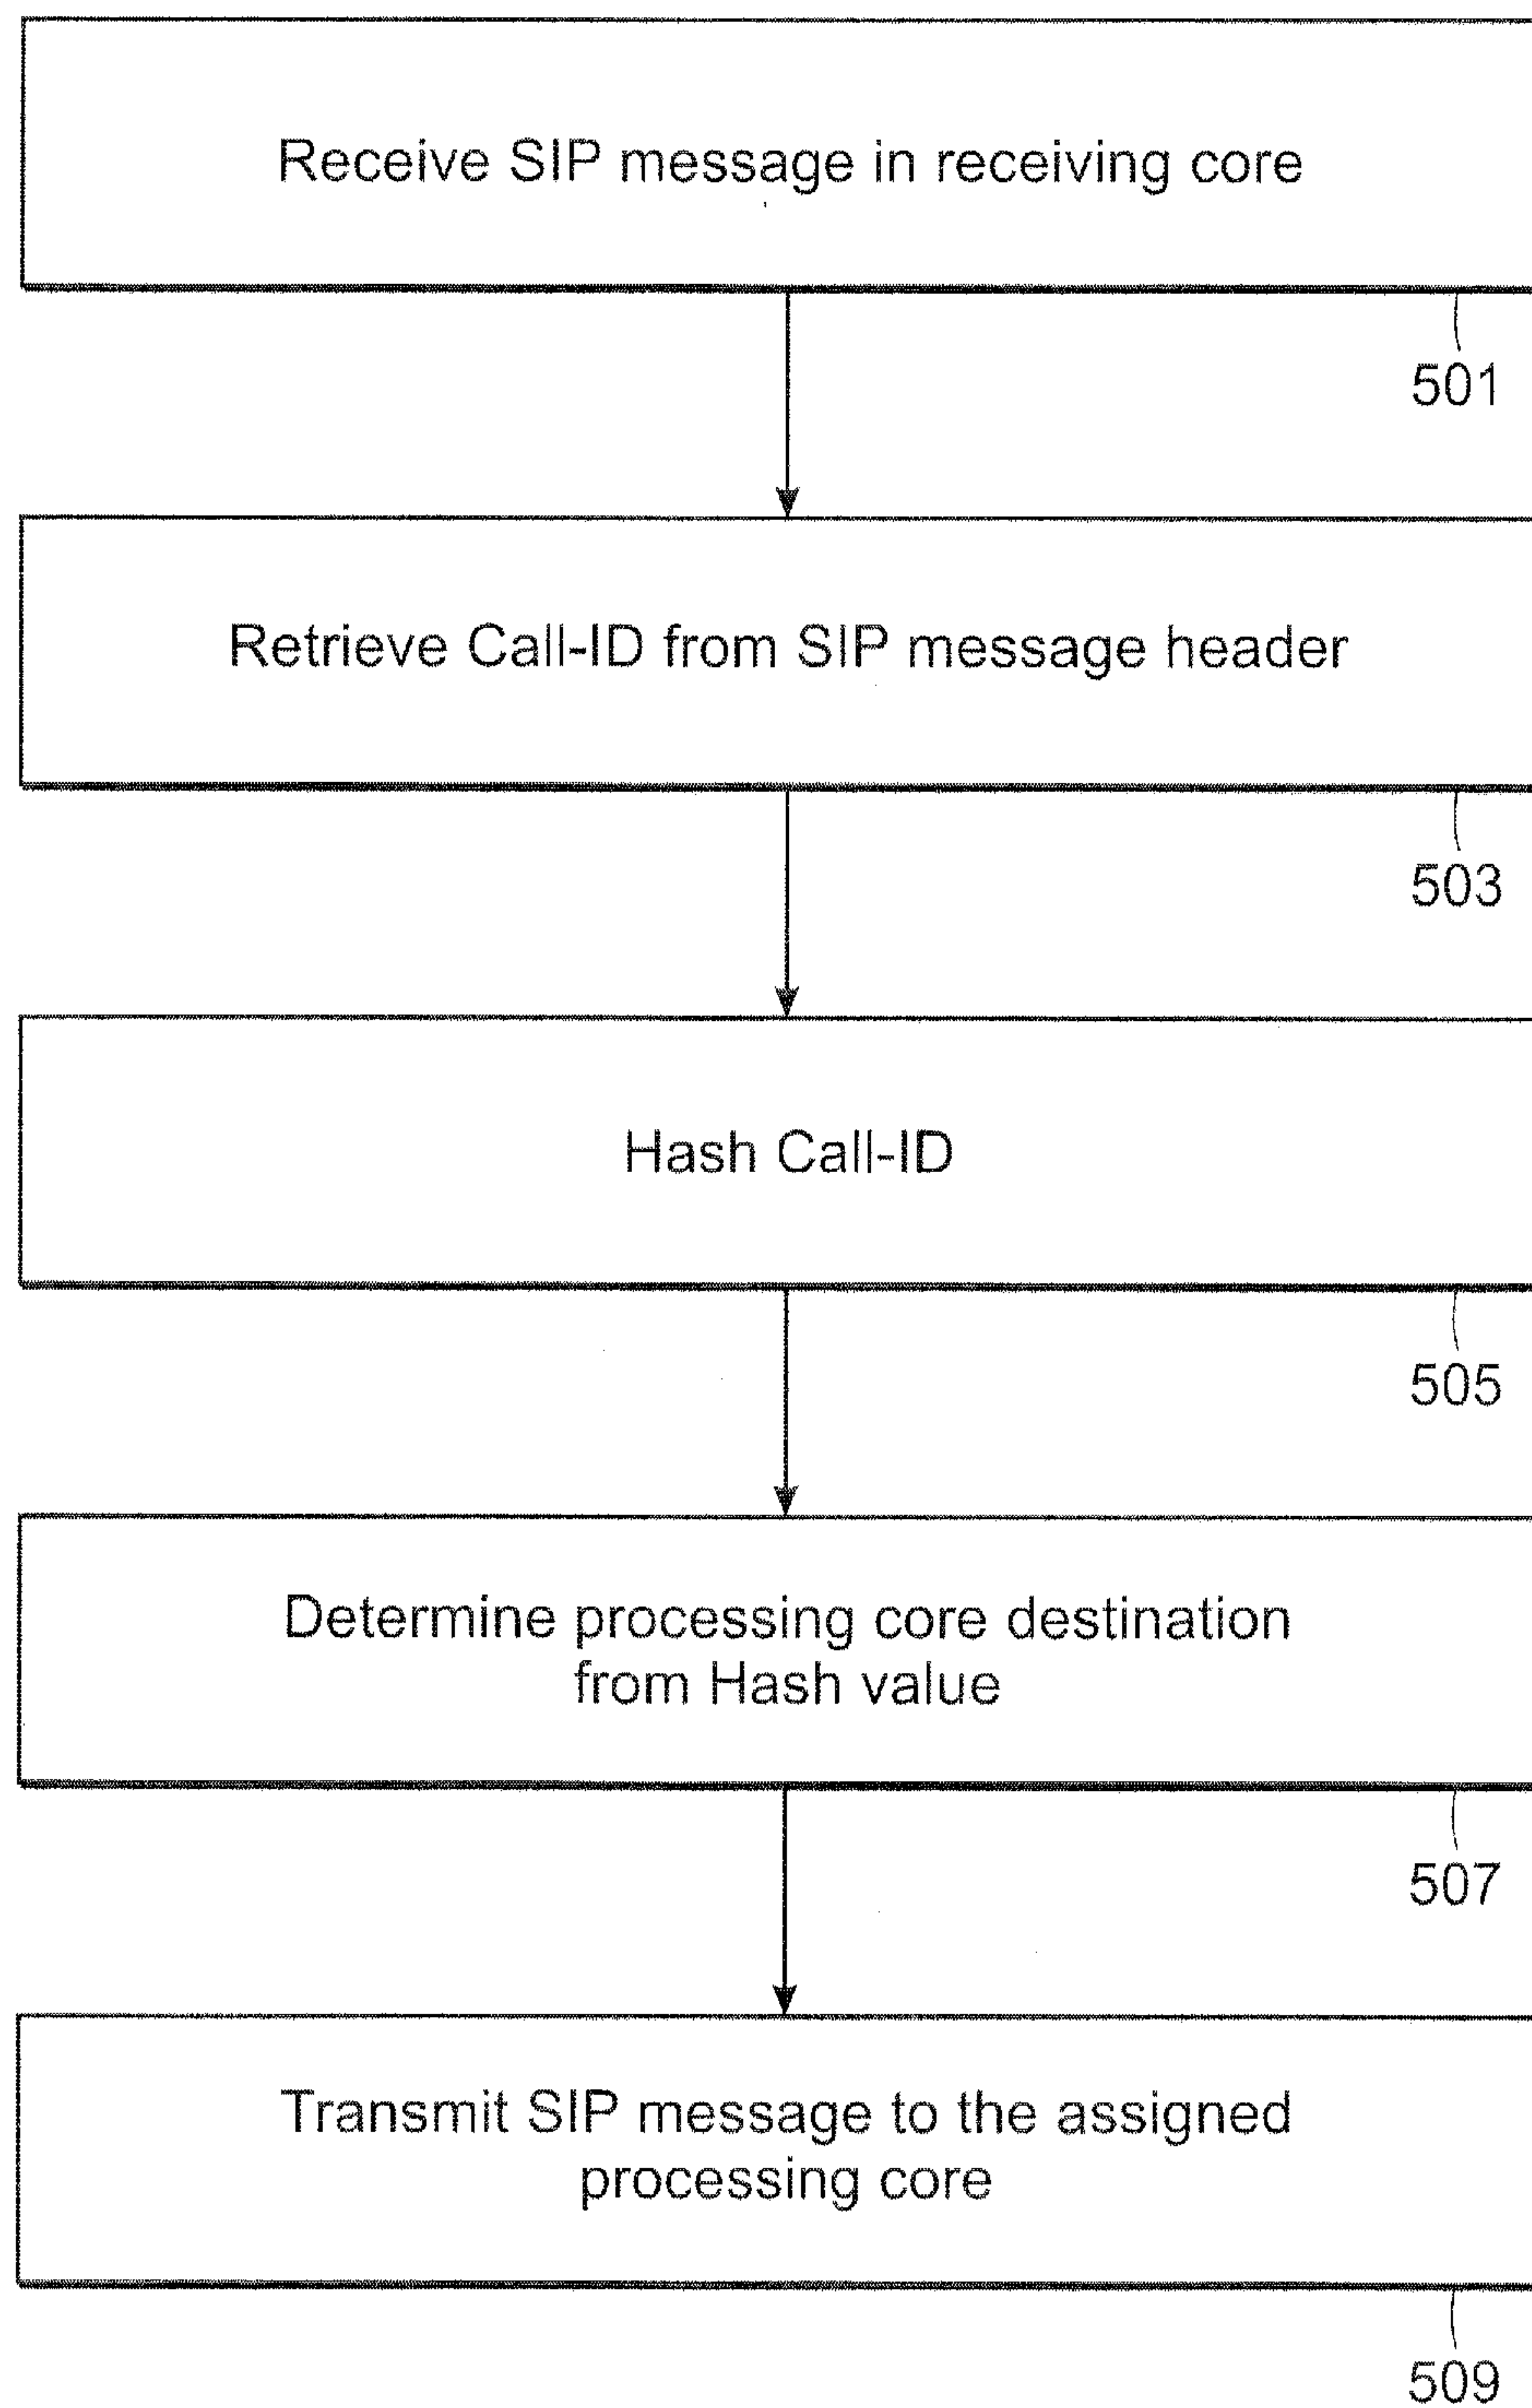 Receive SIP message in receiving core
501
Retrieve Call-ID from SIP message header
503
Hash Call-ID
505
Determine processing core destination
from Hash value
507
Transmit SIP message to the assigned
processing core
509